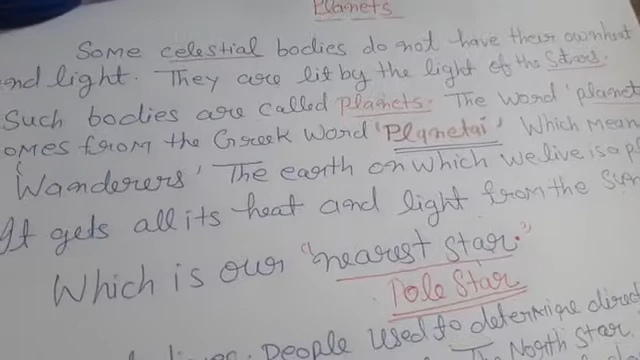 Planets
Some celestial bodies do not have their own heat
nd light. They are lit by the light of the Stars.
Such bodies are called planets. The word 'planet
omes from the Greek word 'Planetai' Which mean
'Wanderers' The earth on which we live is a pl
It gets all its heat and light from the Sun
Which is our "nearest star."
Pole Star
People used to determine direct
The North Star